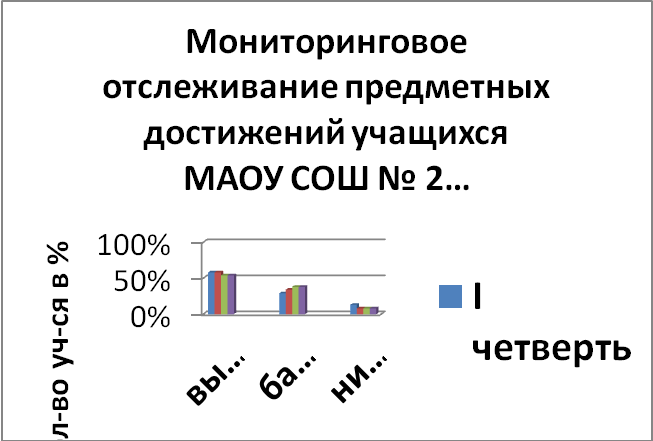 Мониторинговое
отслеживание предметных
достижений учащихся
МАОУ СОШ № 2...
л-во уч-ся в %
100%
50%
0%
вы...
ба...
ни...
I
четверть